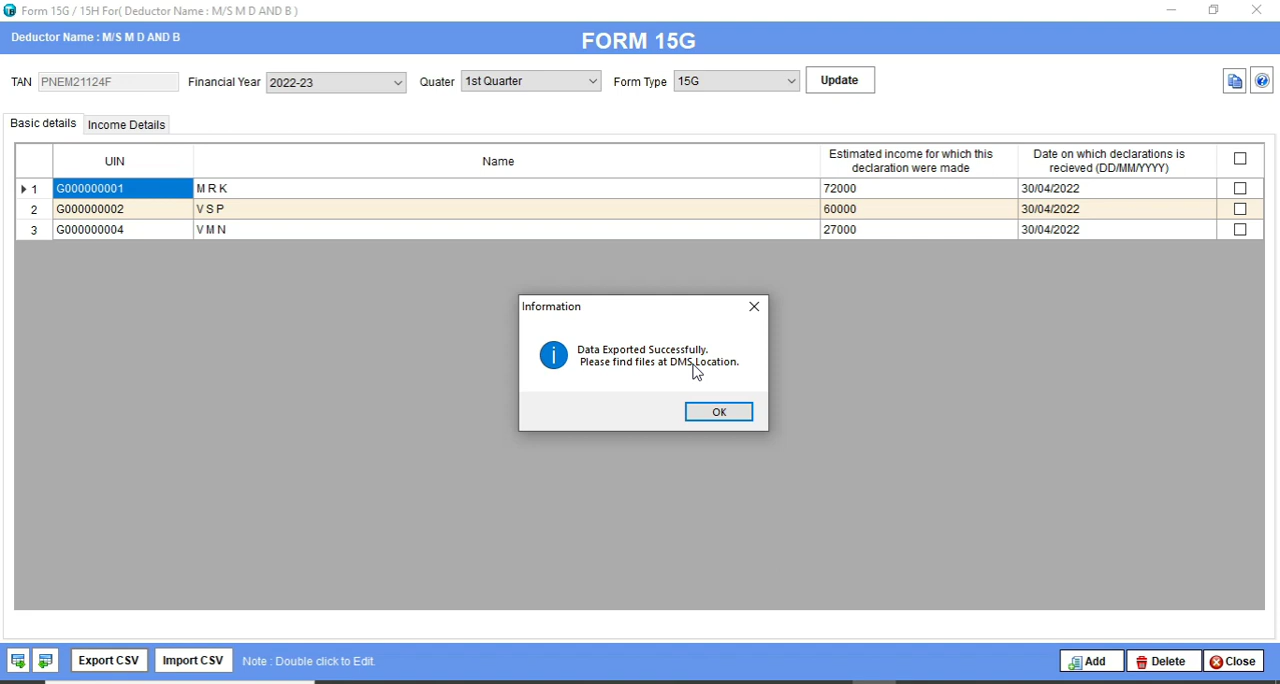 Form 15G / 15H For( Deductor Name : M/S M D AND B )
Deductor Name : M/S M D AND B
FORM 15G
TAN PNEM21124F Financial Year 2022-23 Quater 1st Quarter Form Type 15G Update
Basic details Income Details
UIN Name Estimated income for which this declaration were made Date on which declarations is recieved (DD/MM/YYYY)
1 G000000001 M R K 72000 30/04/2022
2 G000000002 V S P 60000 30/04/2022
3 G000000004 V M N 27000 30/04/2022
Information
Data Exported Successfully.
Please find files at DMS Location.
OK
Export CSV Import CSV Note : Double click to Edit. Add Delete Close